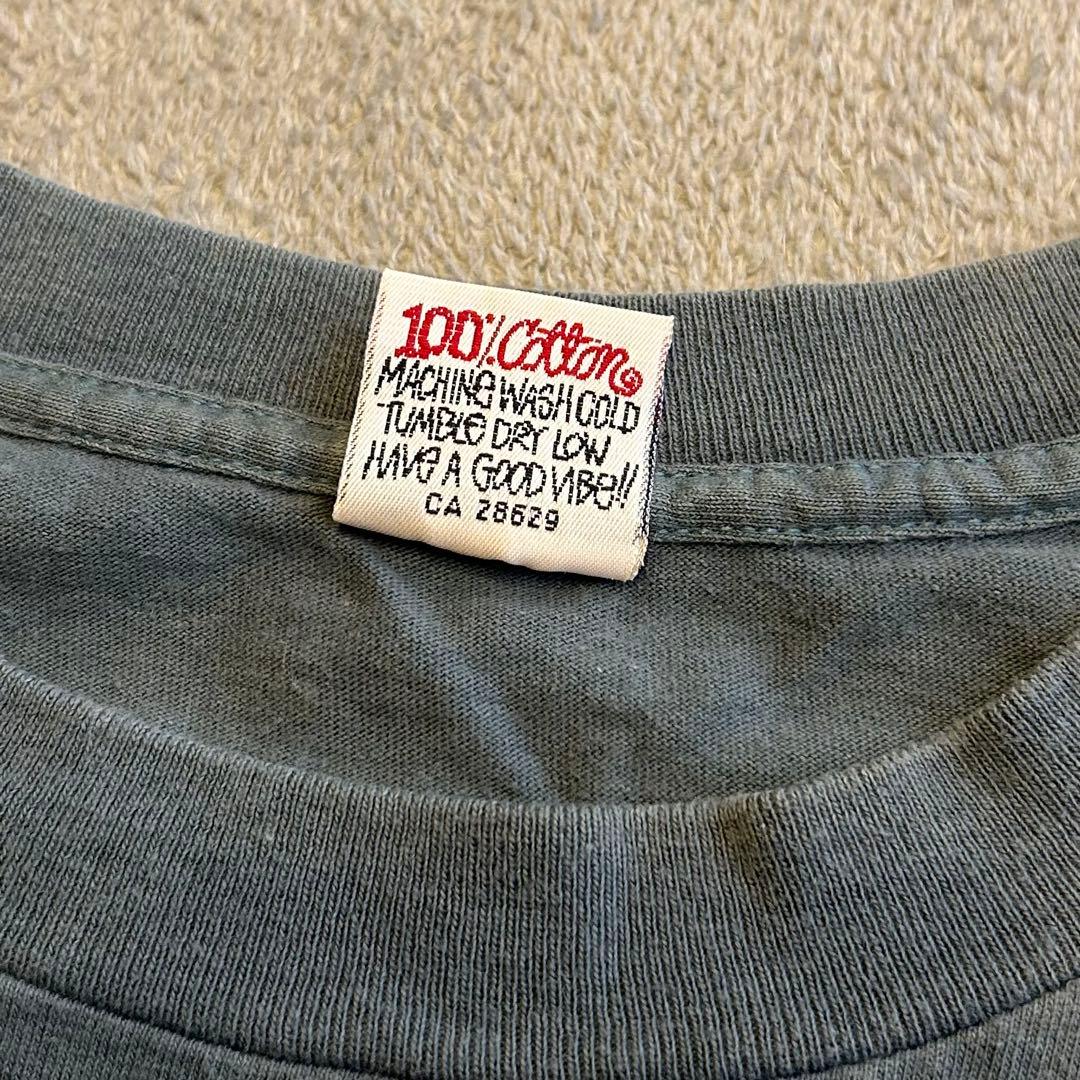 100% Cotton
MACHINE WASH COLD
TUMBLE DRY LOW
HAVE A GOOD VIBE!!
CA 28629